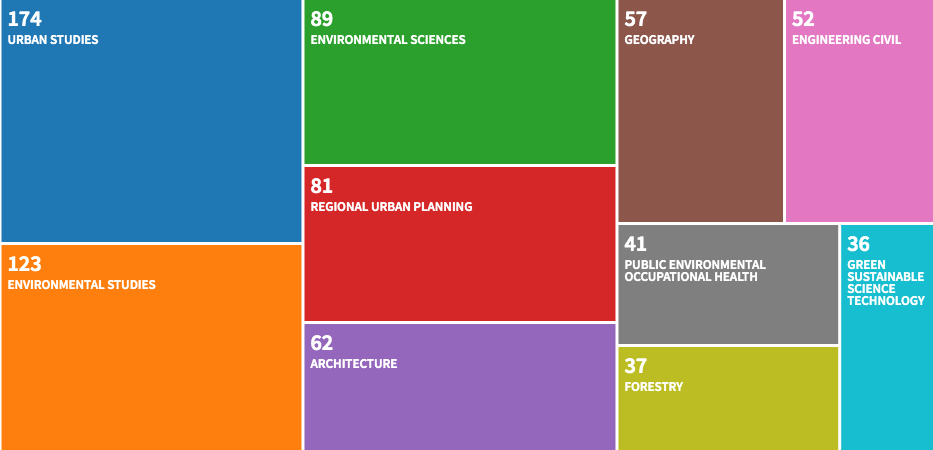 174
URBAN STUDIES
123
ENVIRONMENTAL STUDIES
89
ENVIRONMENTAL SCIENCES
81
REGIONAL URBAN PLANNING
62
ARCHITECTURE
57
GEOGRAPHY
52
ENGINEERING CIVIL
41
PUBLIC ENVIRONMENTAL
OCCUPATIONAL HEALTH
37
FORESTRY
36
GREEN
SUSTAINABLE
SCIENCE
TECHNOLOGY